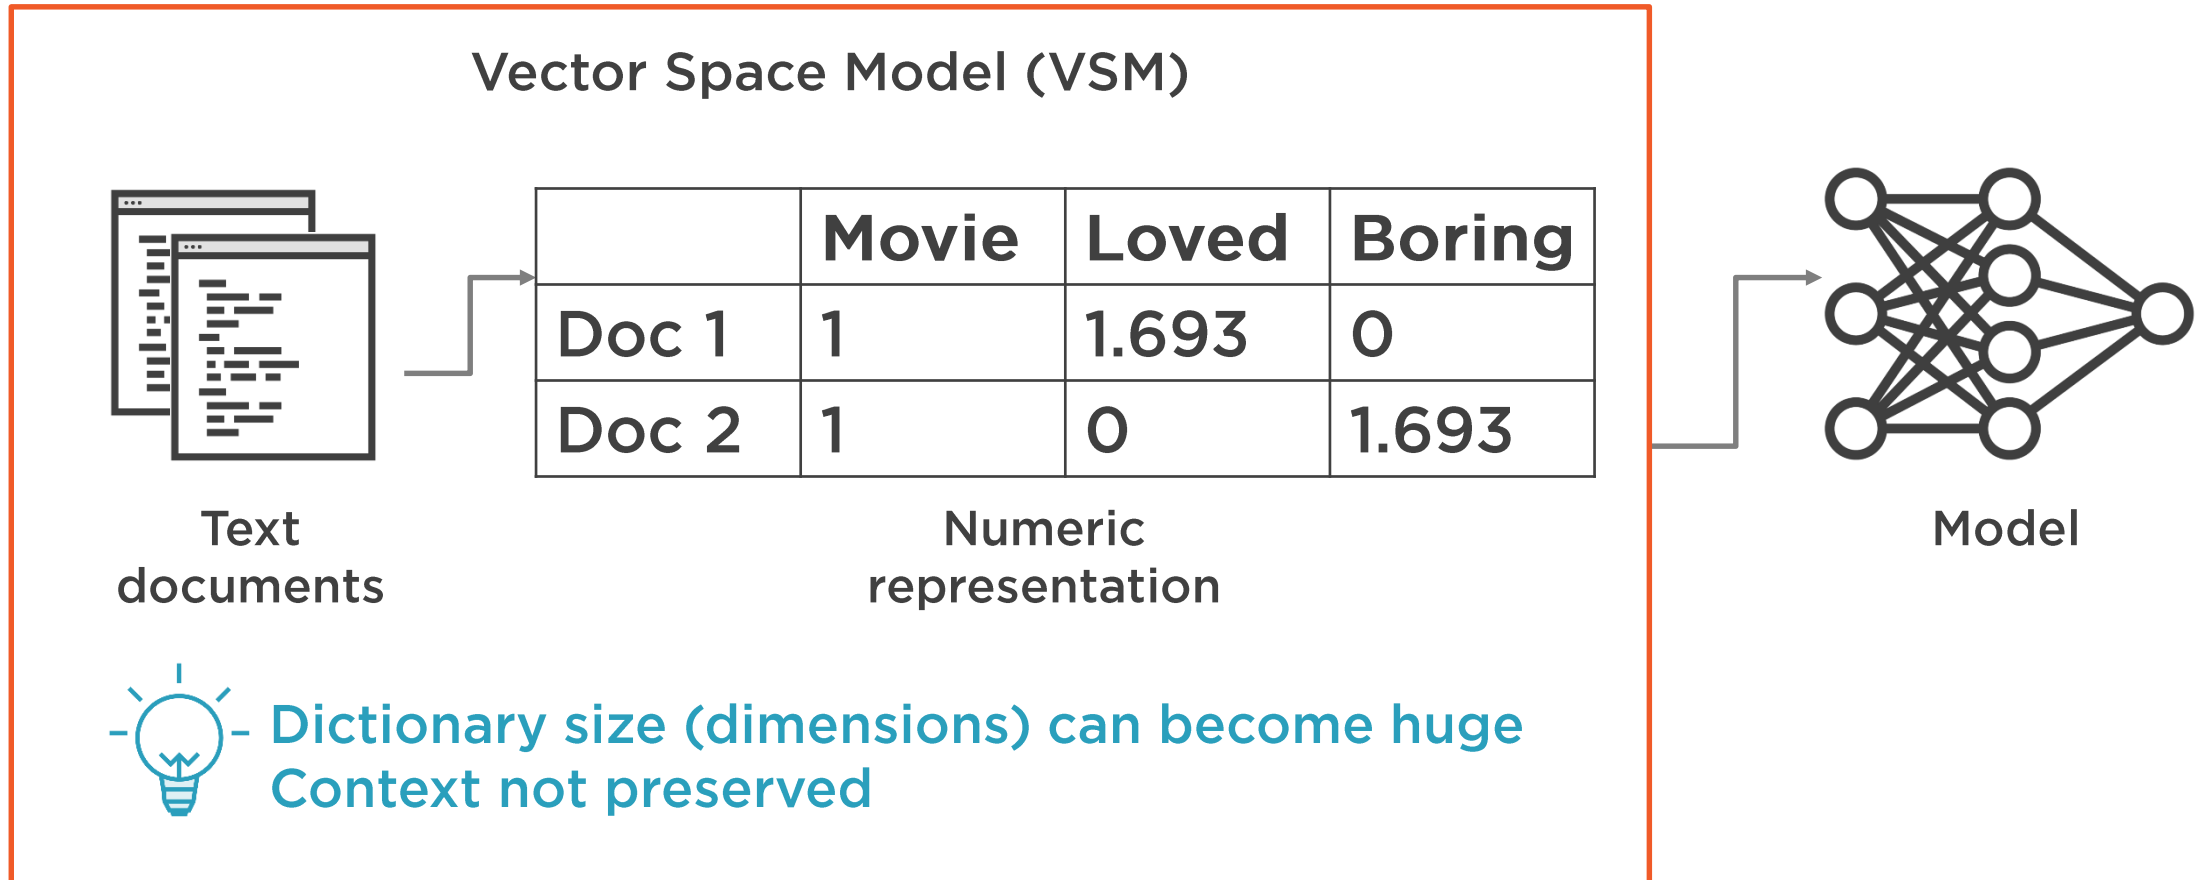 Vector Space Model (VSM)
Movie Loved Boring
Doc 1 1 1.693 0
Doc 2 1 0 1.693
Text
documents
Numeric
representation
Model
Dictionary size (dimensions) can become huge
Context not preserved